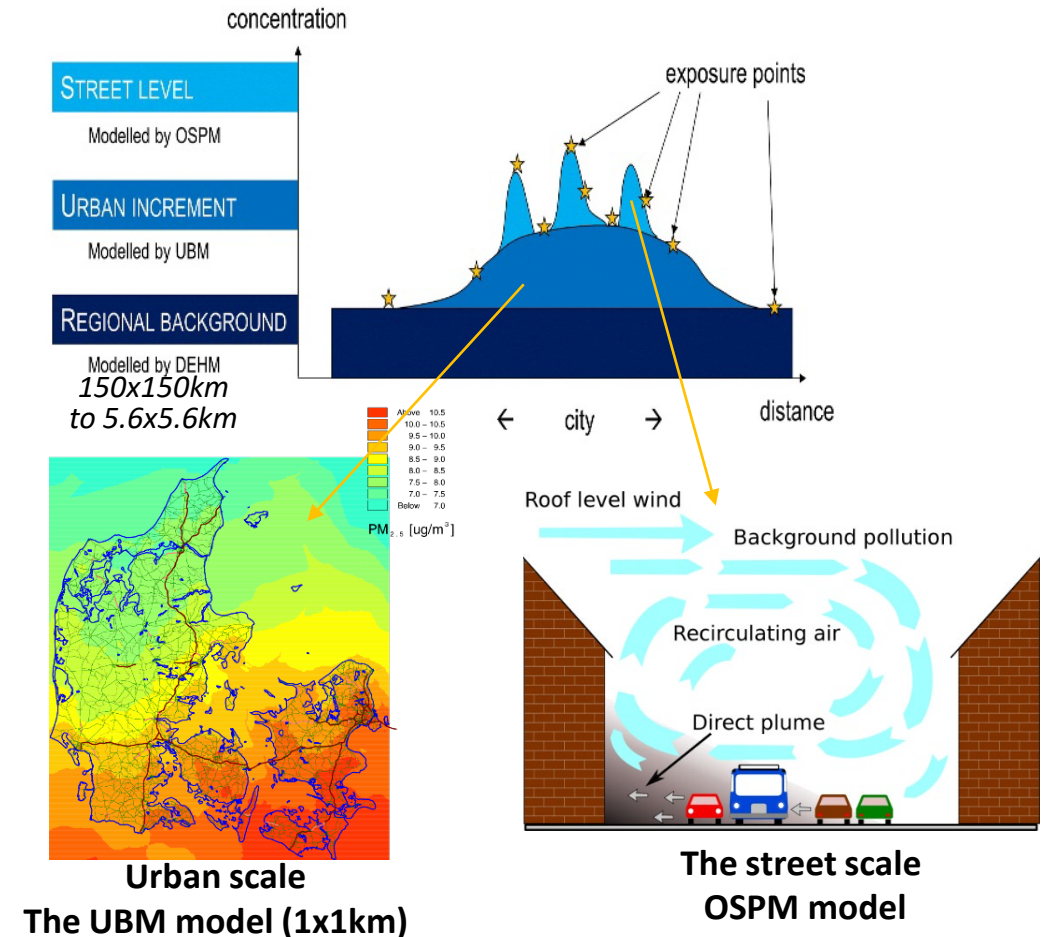 concentration
STREET LEVEL
Modelled by OSPM
URBAN INCREMENT
Modelled by UBM
REGIONAL BACKGROUND
Modelled by DEHM
150x150km
to 5.6x5.6km
exposure points
← city →
distance
Above 10.5
10.0 – 10.5
9.5 – 10.0
9.0 – 9.5
8.5 – 9.0
8.0 – 8.5
7.5 – 8.0
7.0 – 7.5
Below 7.0
PM2.5 [ug/m³]
Urban scale
The UBM model (1x1km)
Roof level wind
Background pollution
Recirculating air
Direct plume
The street scale
OSPM model